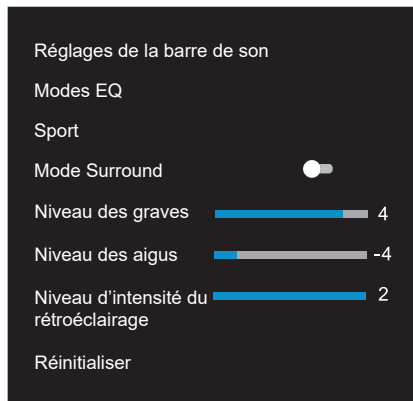 Réglages de la barre de son
Modes EQ
Sport
Mode Surround
Niveau des graves 4
Niveau des aigus -4
Niveau d’intensité du 2
rétroéclairage
Réinitialiser